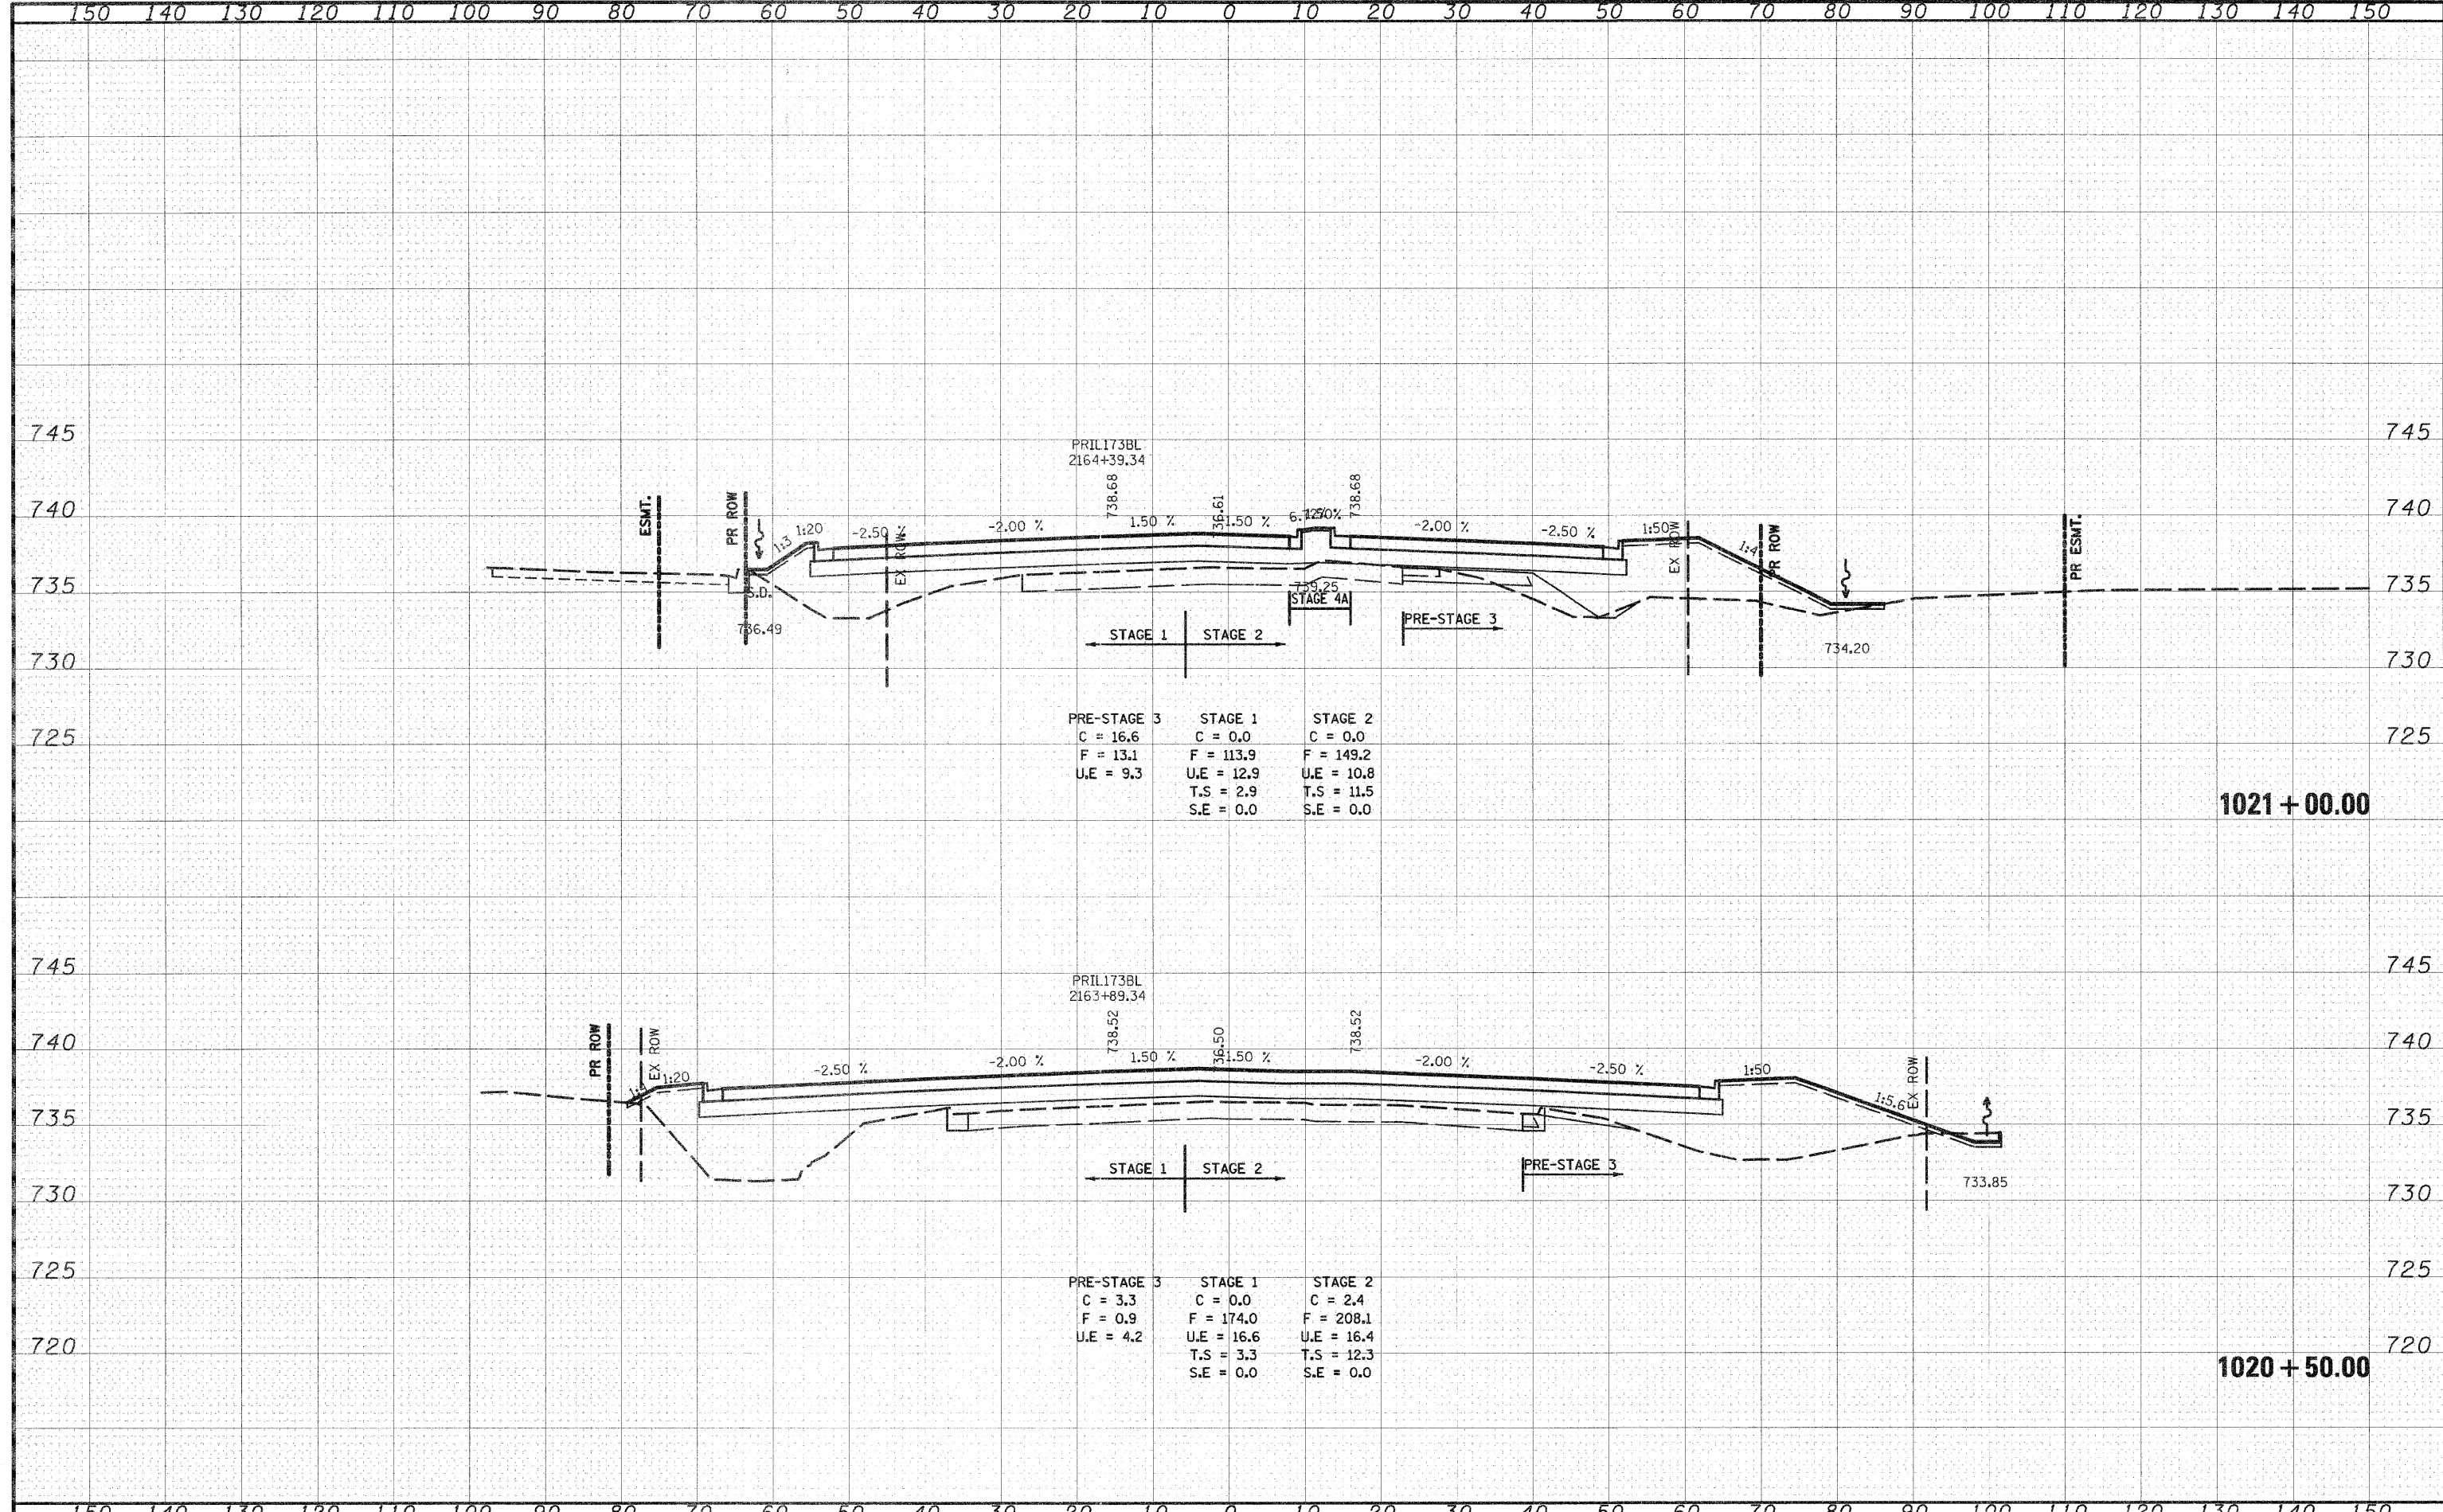 150 140 130 120 110 100 90 80 70 60 50 40 30 20 10 0 10 20 30 40 50 60 70 80 90 100 110 120 130 140 150
745 745
PRIL173BL
2164+39.34
740 740
ESMT.
PR ROW
1:3
1:20
-2.50 %
EX ROW
-2.00 %
738.68
1.50 %
36.61
1.50 %
738.68
-2.00 %
-2.50 %
1:50
EX ROW
1:4
PR ROW
PR ESMT.
735 735
S.D.
739.25
STAGE 4A
736.49
PRE-STAGE 3
STAGE 1 STAGE 2
734.20
730 730
PRE-STAGE 3 STAGE 1 STAGE 2
C = 16.6 C = 0.0 C = 0.0
725 725
F = 13.1 F = 113.9 F = 149.2
U.E = 9.3 U.E = 12.9 U.E = 10.8
T.S = 2.9 T.S = 11.5
S.E = 0.0 S.E = 0.0
1021+00.00
745 745
PRIL173BL
2163+89.34
740 740
PR ROW
EX ROW
1:20
-2.50 %
-2.00 %
738.52
1.50 %
36.50
1.50 %
738.52
-2.00 %
-2.50 %
1:50
1:5.6
EX ROW
735 735
STAGE 1 STAGE 2
PRE-STAGE 3
733.85
730 730
725 725
PRE-STAGE 3 STAGE 1 STAGE 2
C = 3.3 C = 0.0 C = 2.4
F = 0.9 F = 174.0 F = 208.1
U.E = 4.2 U.E = 16.6 U.E = 16.4
720 720
T.S = 3.3 T.S = 12.3
S.E = 0.0 S.E = 0.0
1020+50.00
150 140 130 120 110 100 90 80 70 60 50 40 30 20 10 0 10 20 30 40 50 60 70 80 90 100 110 120 130 140 150